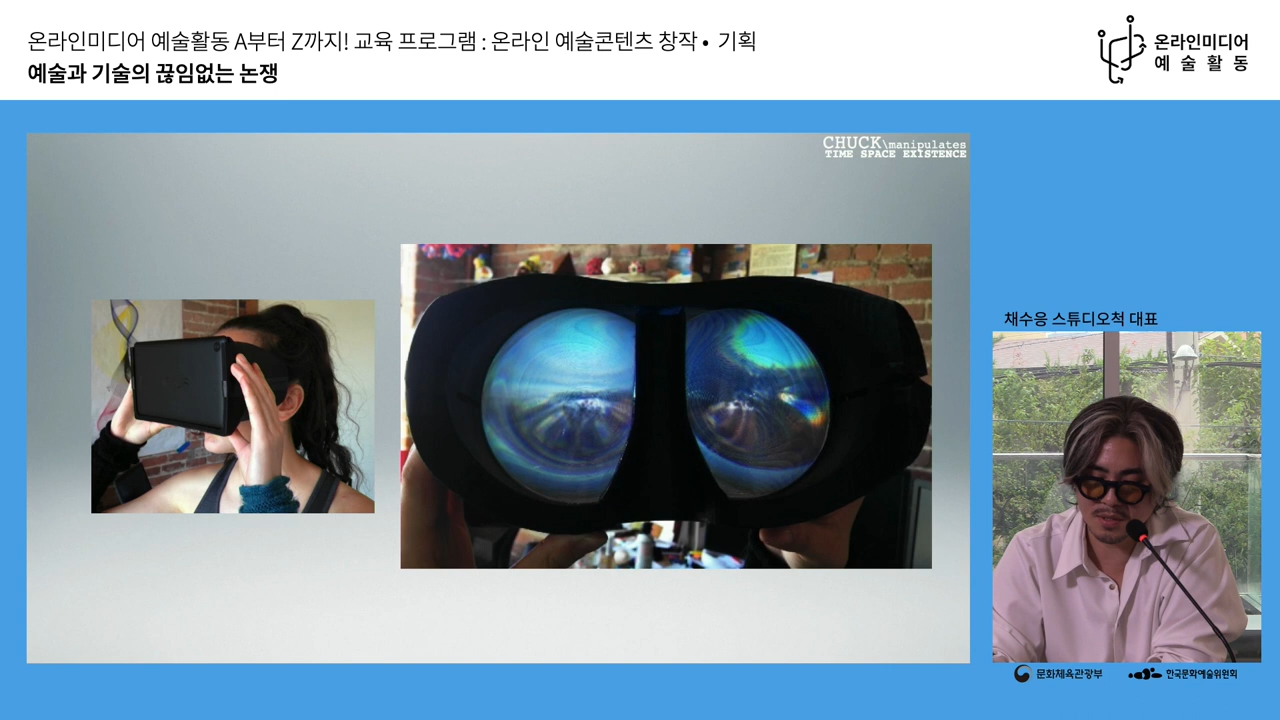 온라인미디어 예술활동 A부터 Z까지! 교육 프로그램 : 온라인 예술콘텐츠 창작 • 기획
예술과 기술의 끊임없는 논쟁
온라인미디어
예술활동
CHUCK\manipulates
TIME SPACE EXISTENCE
채수응 스튜디오척 대표
문화체육관광부
한국문화예술위원회